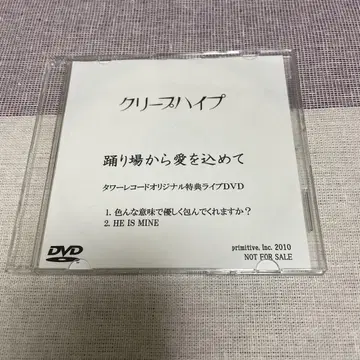 クリープハイプ
踊り場から愛を込めて
タワーレコードオリジナル特典ライブDVD
1. 色んな意味で優しく包んでくれますか?
2. HE IS MINE
DVD
primitive, Inc. 2010
NOT FOR SALE